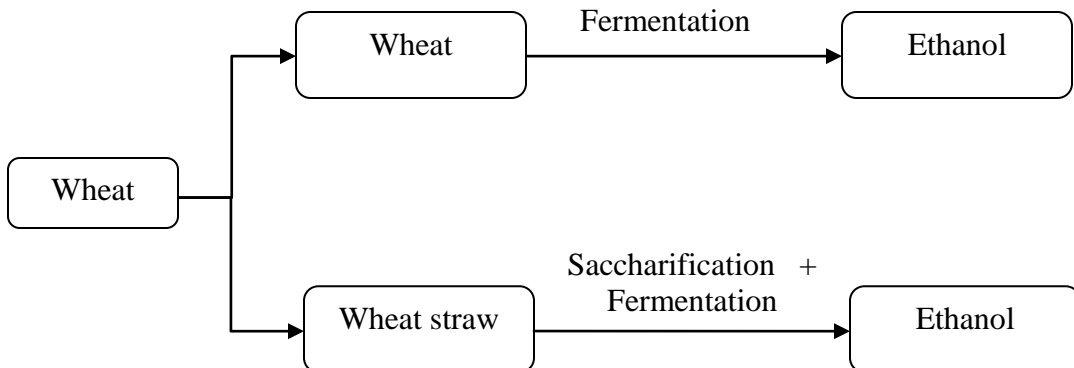 Wheat
Fermentation
Ethanol
Wheat
Saccharification +
Fermentation
Wheat straw
Ethanol